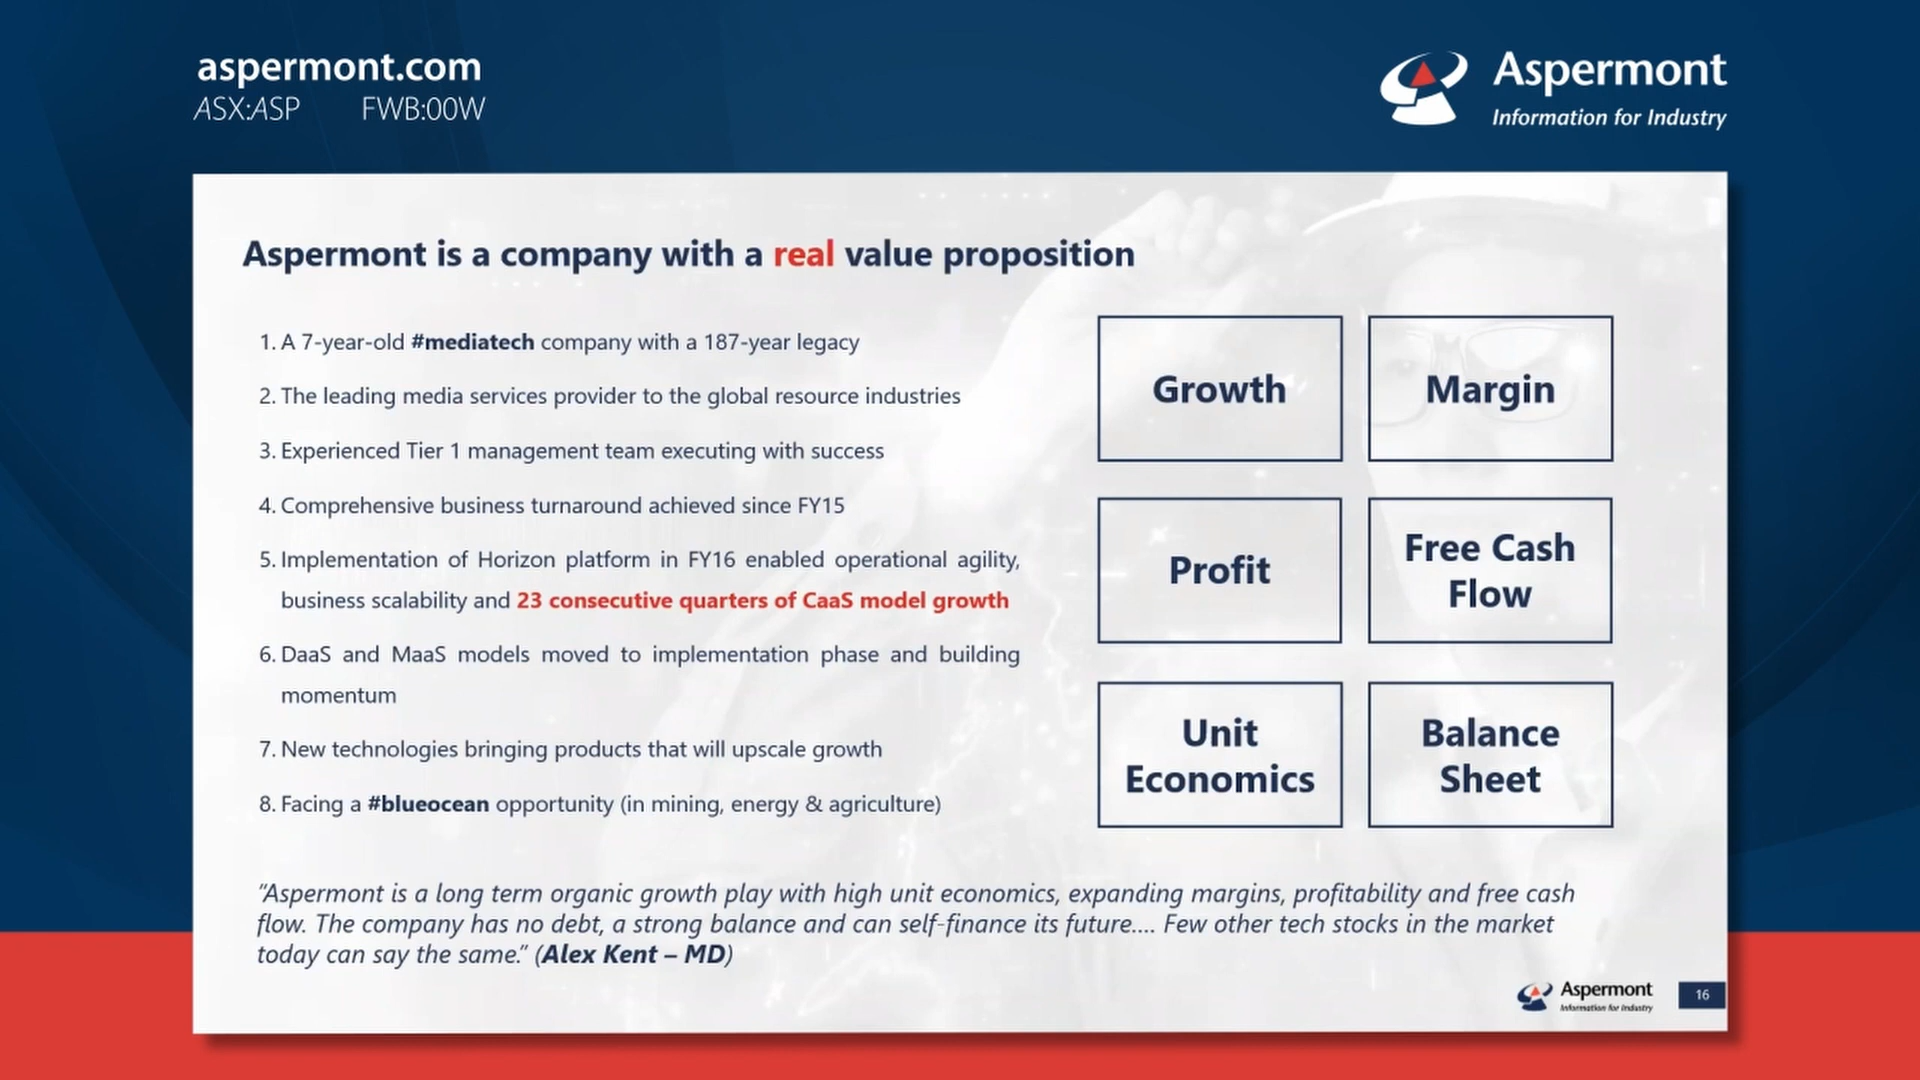 aspermont.com
ASX:ASP FWB:00W
Aspermont
Information for Industry
Aspermont is a company with a real value proposition
1. A 7-year-old #mediatech company with a 187-year legacy
2. The leading media services provider to the global resource industries
3. Experienced Tier 1 management team executing with success
4. Comprehensive business turnaround achieved since FY15
5. Implementation of Horizon platform in FY16 enabled operational agility,
business scalability and 23 consecutive quarters of CaaS model growth
6. DaaS and MaaS models moved to implementation phase and building
momentum
7. New technologies bringing products that will upscale growth
8. Facing a #blueocean opportunity (in mining, energy & agriculture)
Growth
Margin
Profit
Free Cash
Flow
Unit
Economics
Balance
Sheet
"Aspermont is a long term organic growth play with high unit economics, expanding margins, profitability and free cash
flow. The company has no debt, a strong balance and can self-finance its future.... Few other tech stocks in the market
today can say the same." (Alex Kent – MD)
Aspermont
Information for Industry
16